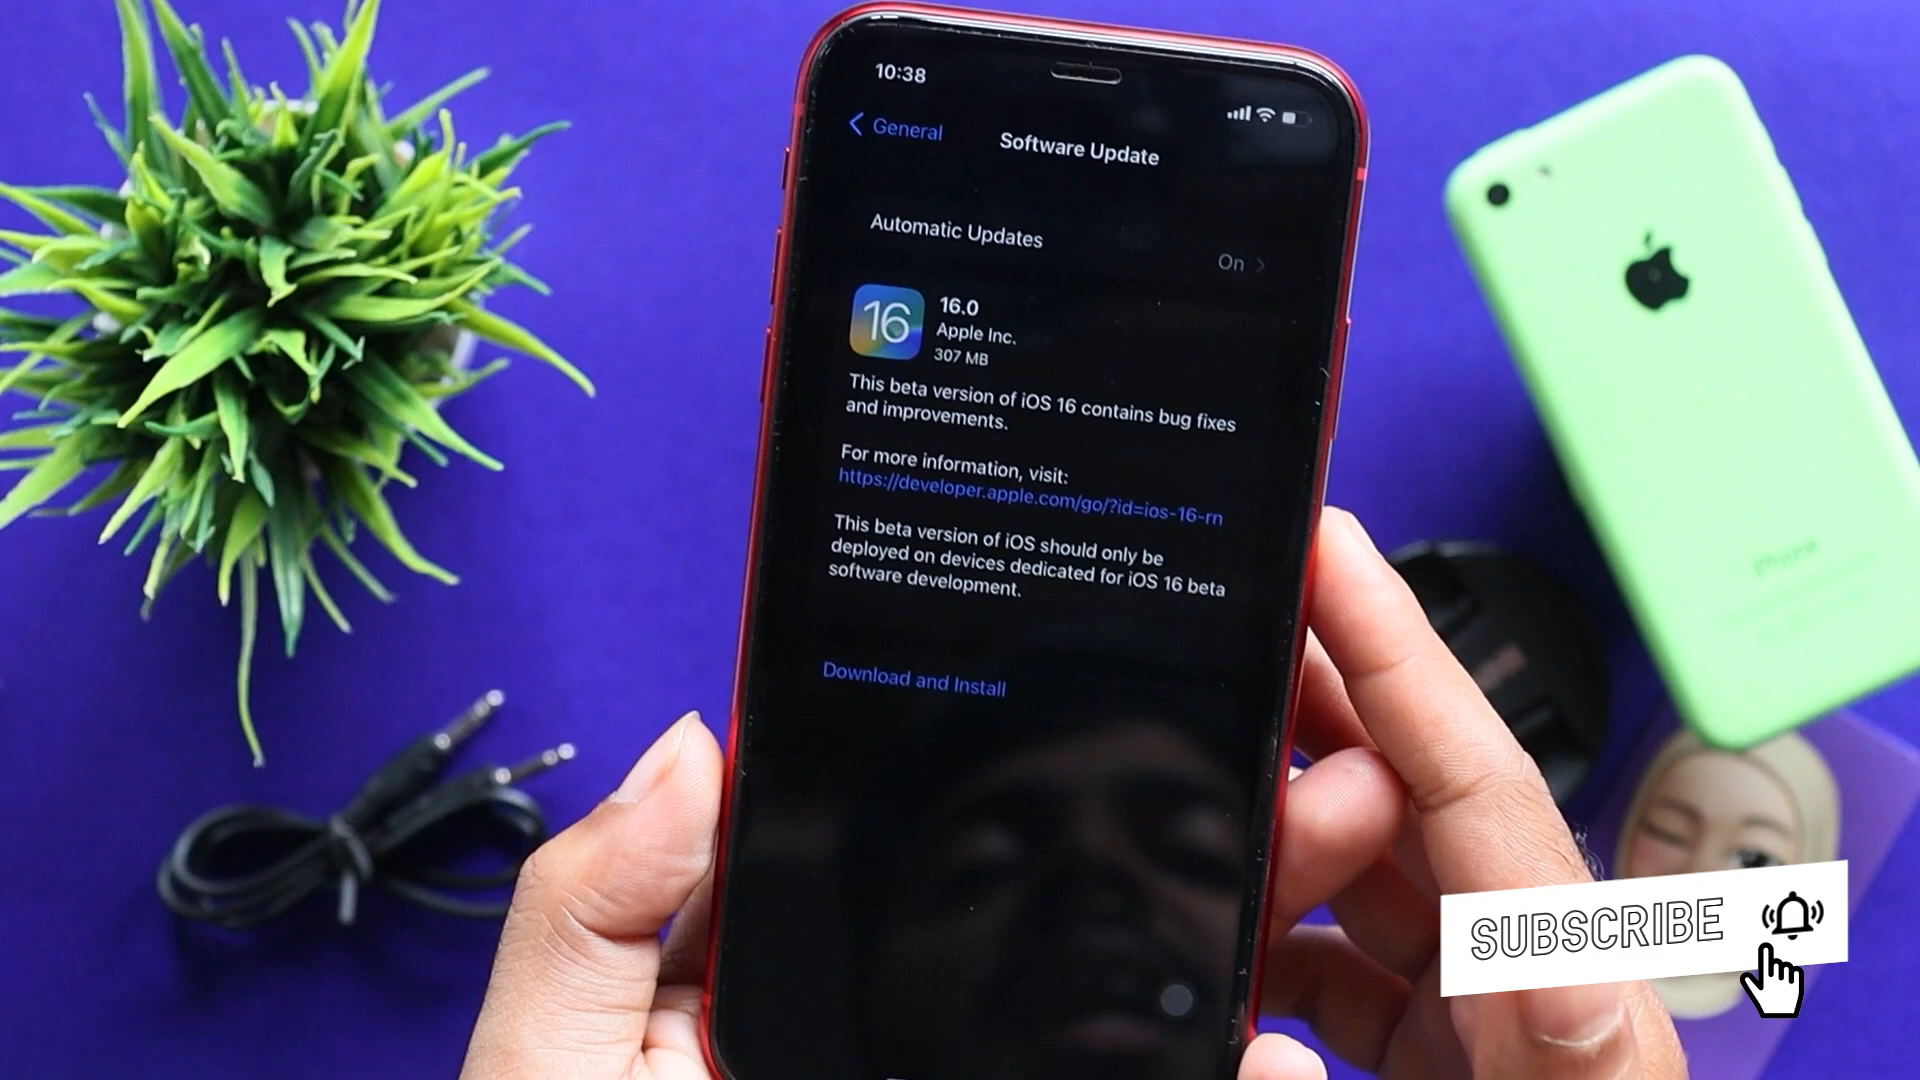 10:38
General
Software Update
Automatic Updates
On
16
16.0
Apple Inc.
307 MB
This beta version of iOS 16 contains bug fixes
and improvements.
For more information, visit:
https://developer.apple.com/go/?id=ios-16-rn
This beta version of iOS should only be
deployed on devices dedicated for iOS 16 beta
software development.
Download and Install
iPhone
SUBSCRIBE